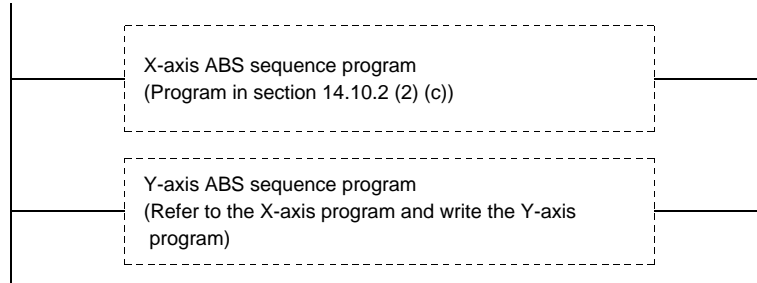 X-axis ABS sequence program
(Program in section 14.10.2 (2) (c))
Y-axis ABS sequence program
(Refer to the X-axis program and write the Y-axis
program)